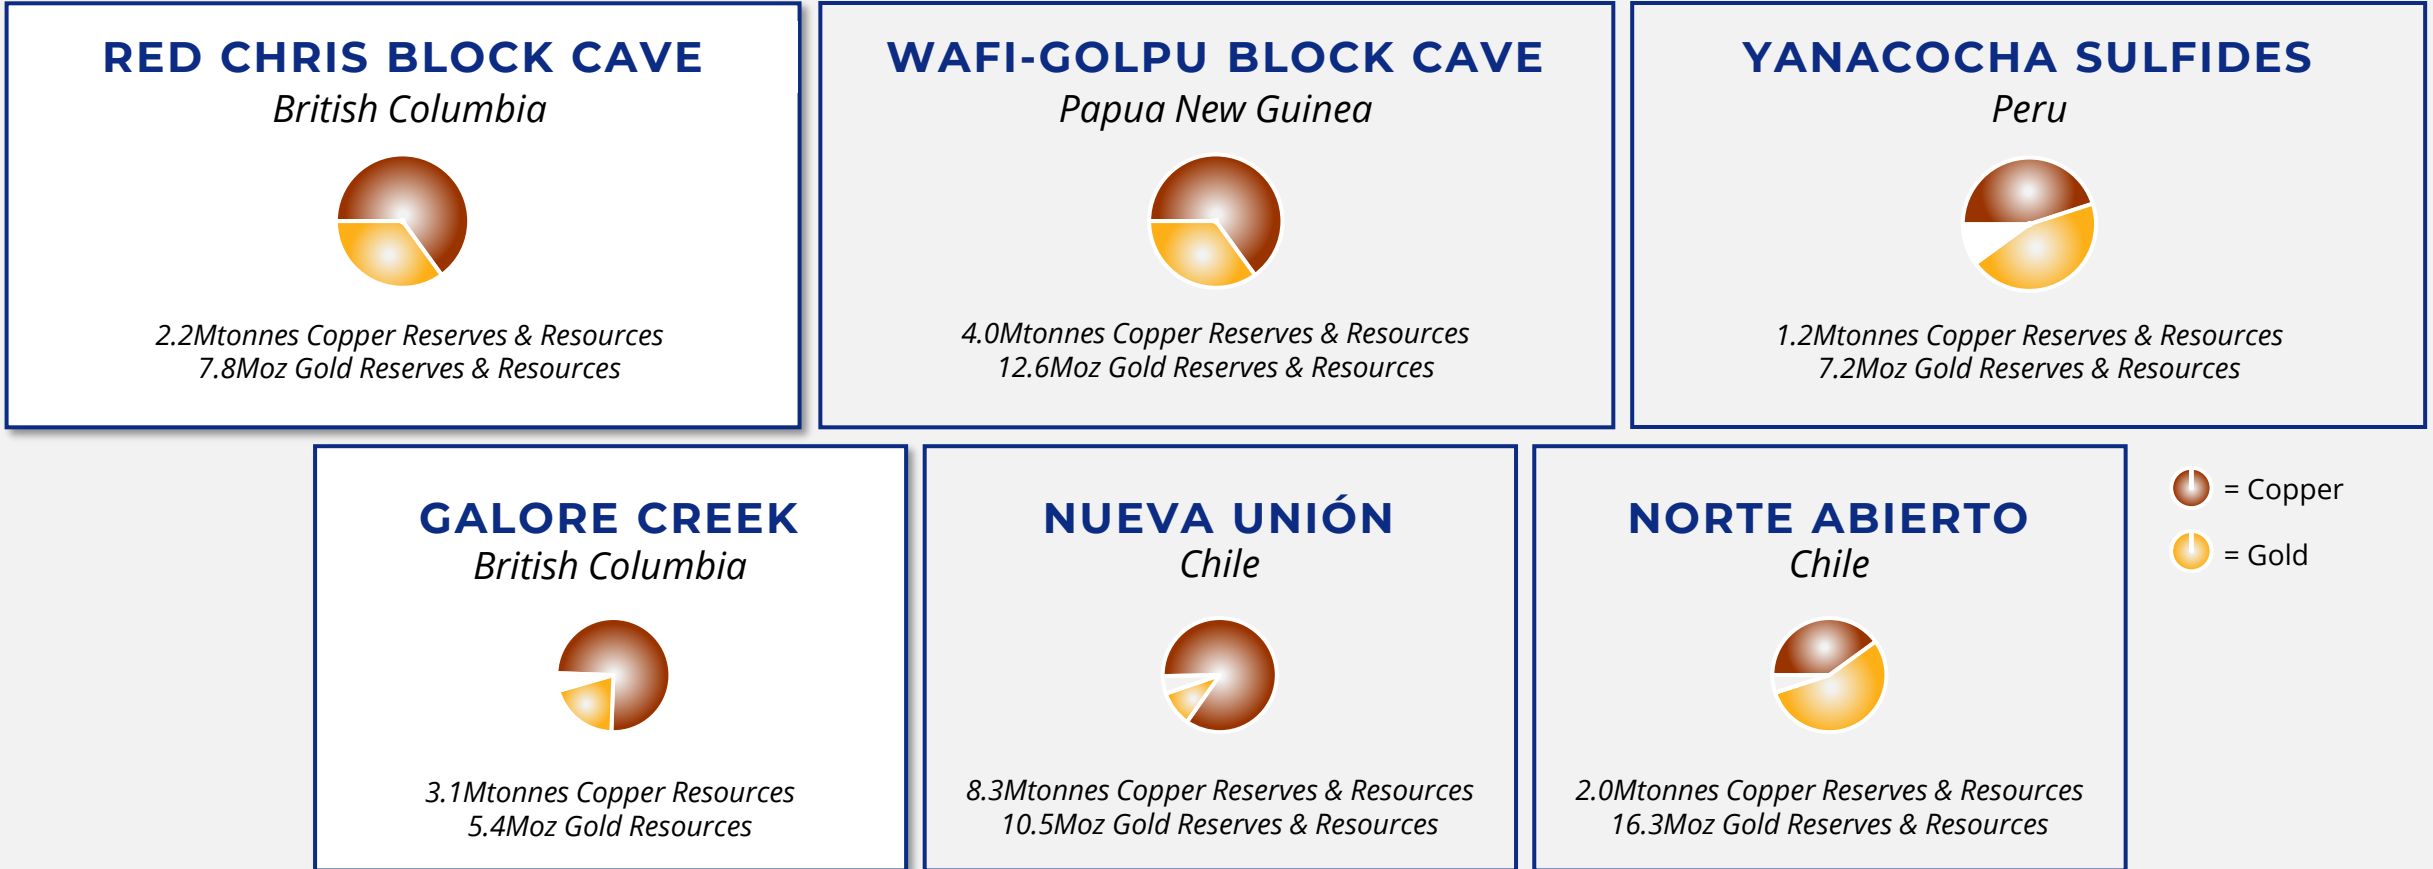 RED CHRIS BLOCK CAVE
British Columbia
2.2Mtonnes Copper Reserves & Resources
7.8Moz Gold Reserves & Resources
WAFI-GOLPU BLOCK CAVE
Papua New Guinea
4.0Mtonnes Copper Reserves & Resources
12.6Moz Gold Reserves & Resources
YANACOCHA SULFIDES
Peru
1.2Mtonnes Copper Reserves & Resources
7.2Moz Gold Reserves & Resources
GALORE CREEK
British Columbia
3.1Mtonnes Copper Resources
5.4Moz Gold Resources
NUEVA UNIÓN
Chile
8.3Mtonnes Copper Reserves & Resources
10.5Moz Gold Reserves & Resources
NORTE ABIERTO
Chile
2.0Mtonnes Copper Reserves & Resources
16.3Moz Gold Reserves & Resources
= Copper
= Gold